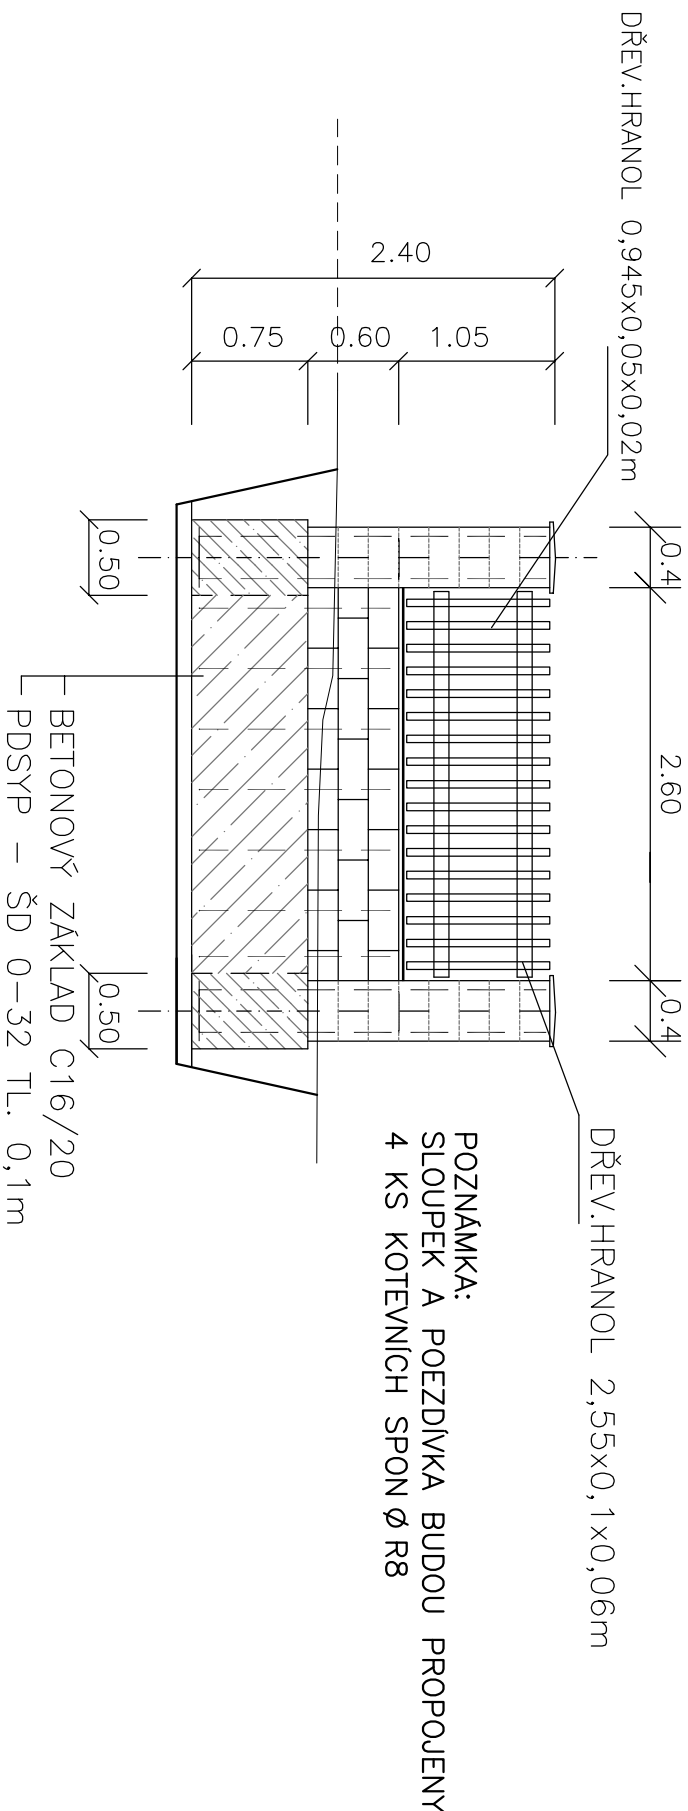 DŘEV.HRANOL 0,945x0,05x0,02m
0.4
2.60
0.4
DŘEV.HRANOL 2,55x0,1x0,06m
2.40
0.75
0.60
1.05
POZNÁMKA:
SLOUPEK A POEZDÍVKA BUDOU PROPOJENY
4 KS KOTEVNÍCH SPON Ø R8
0.50
0.50
BETONOVÝ ZÁKLAD C16/20
PDSYP – ŠD 0–32 TL. 0,1m